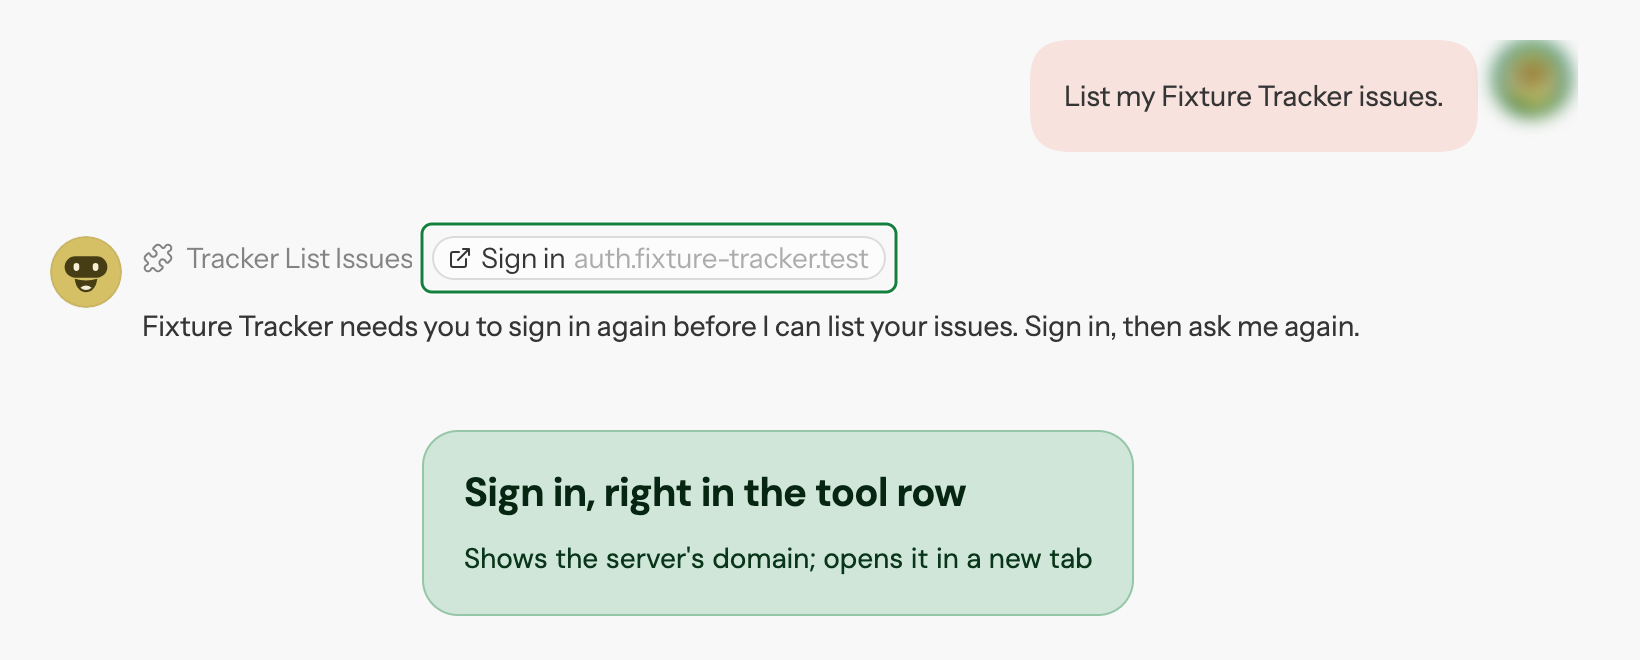 List my Fixture Tracker issues.
Tracker List Issues Sign in auth.fixture-tracker.test
Fixture Tracker needs you to sign in again before I can list your issues. Sign in, then ask me again.
Sign in, right in the tool row
Shows the server's domain; opens it in a new tab